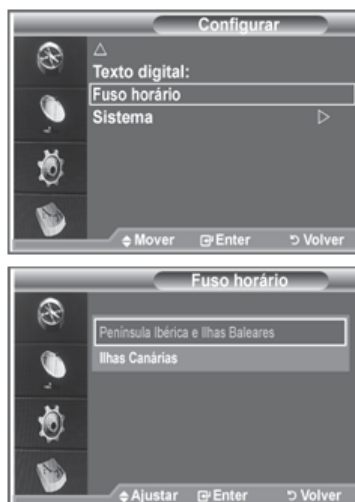 Configurar
Texto digital:
Fuso horário
Sistema
Mover Enter Volver
Fuso horário
Península Ibérica e Ilhas Baleares
Ilhas Canárias
Ajustar Enter Volver